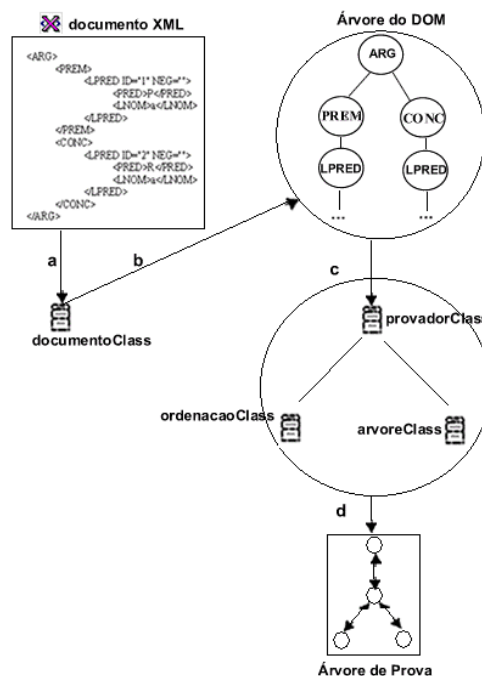 documento XML
<ARG>
<PREM>
<LPRED ID="1" NEG="">
<PRED>P</PRED>
<LNOM>a</LNOM>
</LPRED>
</PREM>
<CONC>
<LPRED ID="2" NEG="">
<PRED>R</PRED>
<LNOM>a</LNOM>
</LPRED>
</CONC>
</ARG>
Árvore do DOM
ARG
PREM
CONC
LPRED
LPRED
...
...
a
b
c
documentoClass
provadorClass
ordenacaoClass
arvoreClass
d
Árvore de Prova